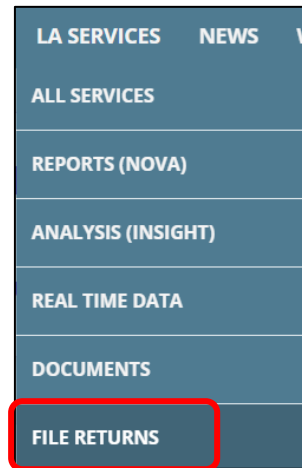 LA SERVICES NEWS
ALL SERVICES
REPORTS (NOVA)
ANALYSIS (INSIGHT)
REAL TIME DATA
DOCUMENTS
FILE RETURNS